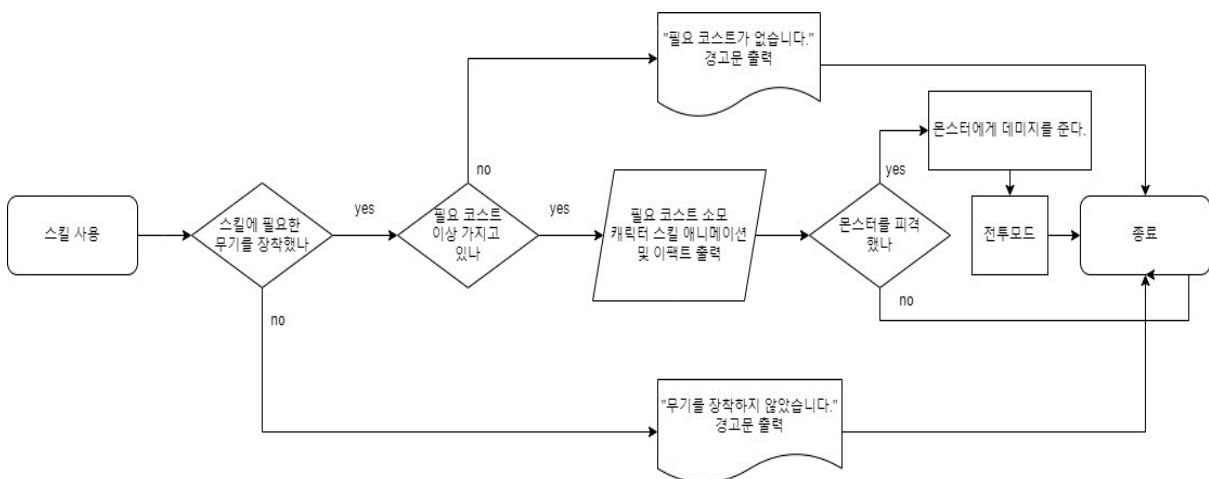 "필요 코스트가 없습니다."
경고문 출력
몬스터에게 데미지를 준다.
no
yes
스킬 사용
스킬에 필요한
무기를 장착했나
yes
필요 코스트
이상 가지고
있나
yes
필요 코스트 소모
캐릭터 스킬 애니메이션
및 이팩트 출력
몬스터를 피격
했나
전투모드
종료
no
no
"무기를 장착하지 않았습니다."
경고문 출력